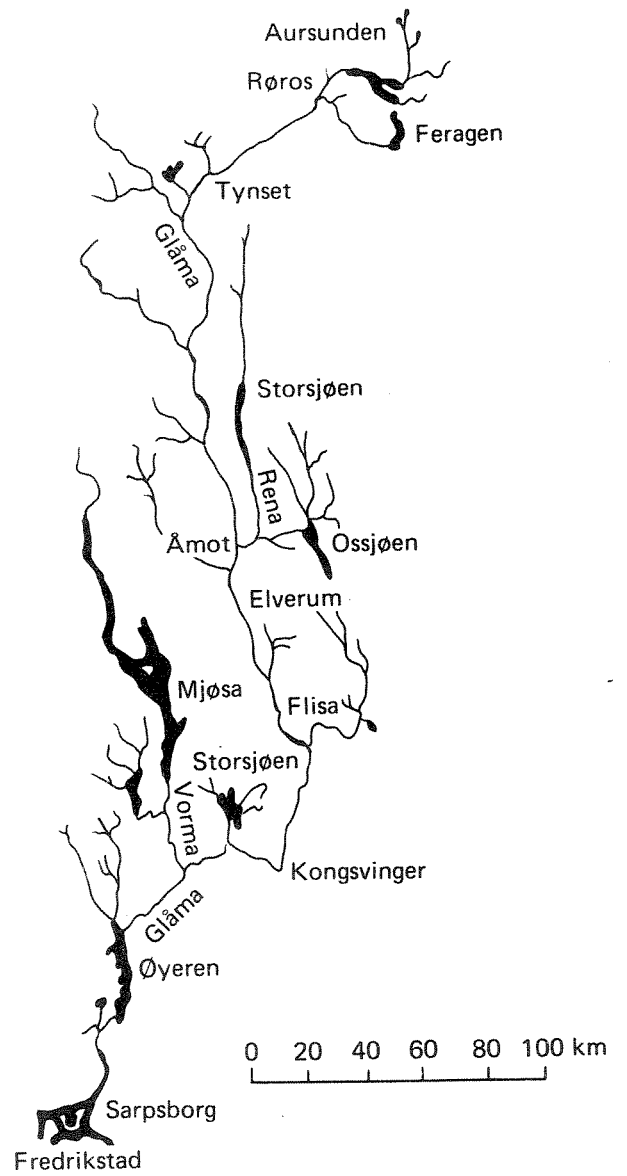 Aursunden
Røros
Feragen
Tynset
Glåma
Storsjøen
Rena
Åmot
Ossjøen
Elverum
Mjøsa
Flisa
Storsjøen
Vorma
Kongsvinger
Glåma
Øyeren
0 20 40 60 80 100 km
Sarpsborg
Fredrikstad